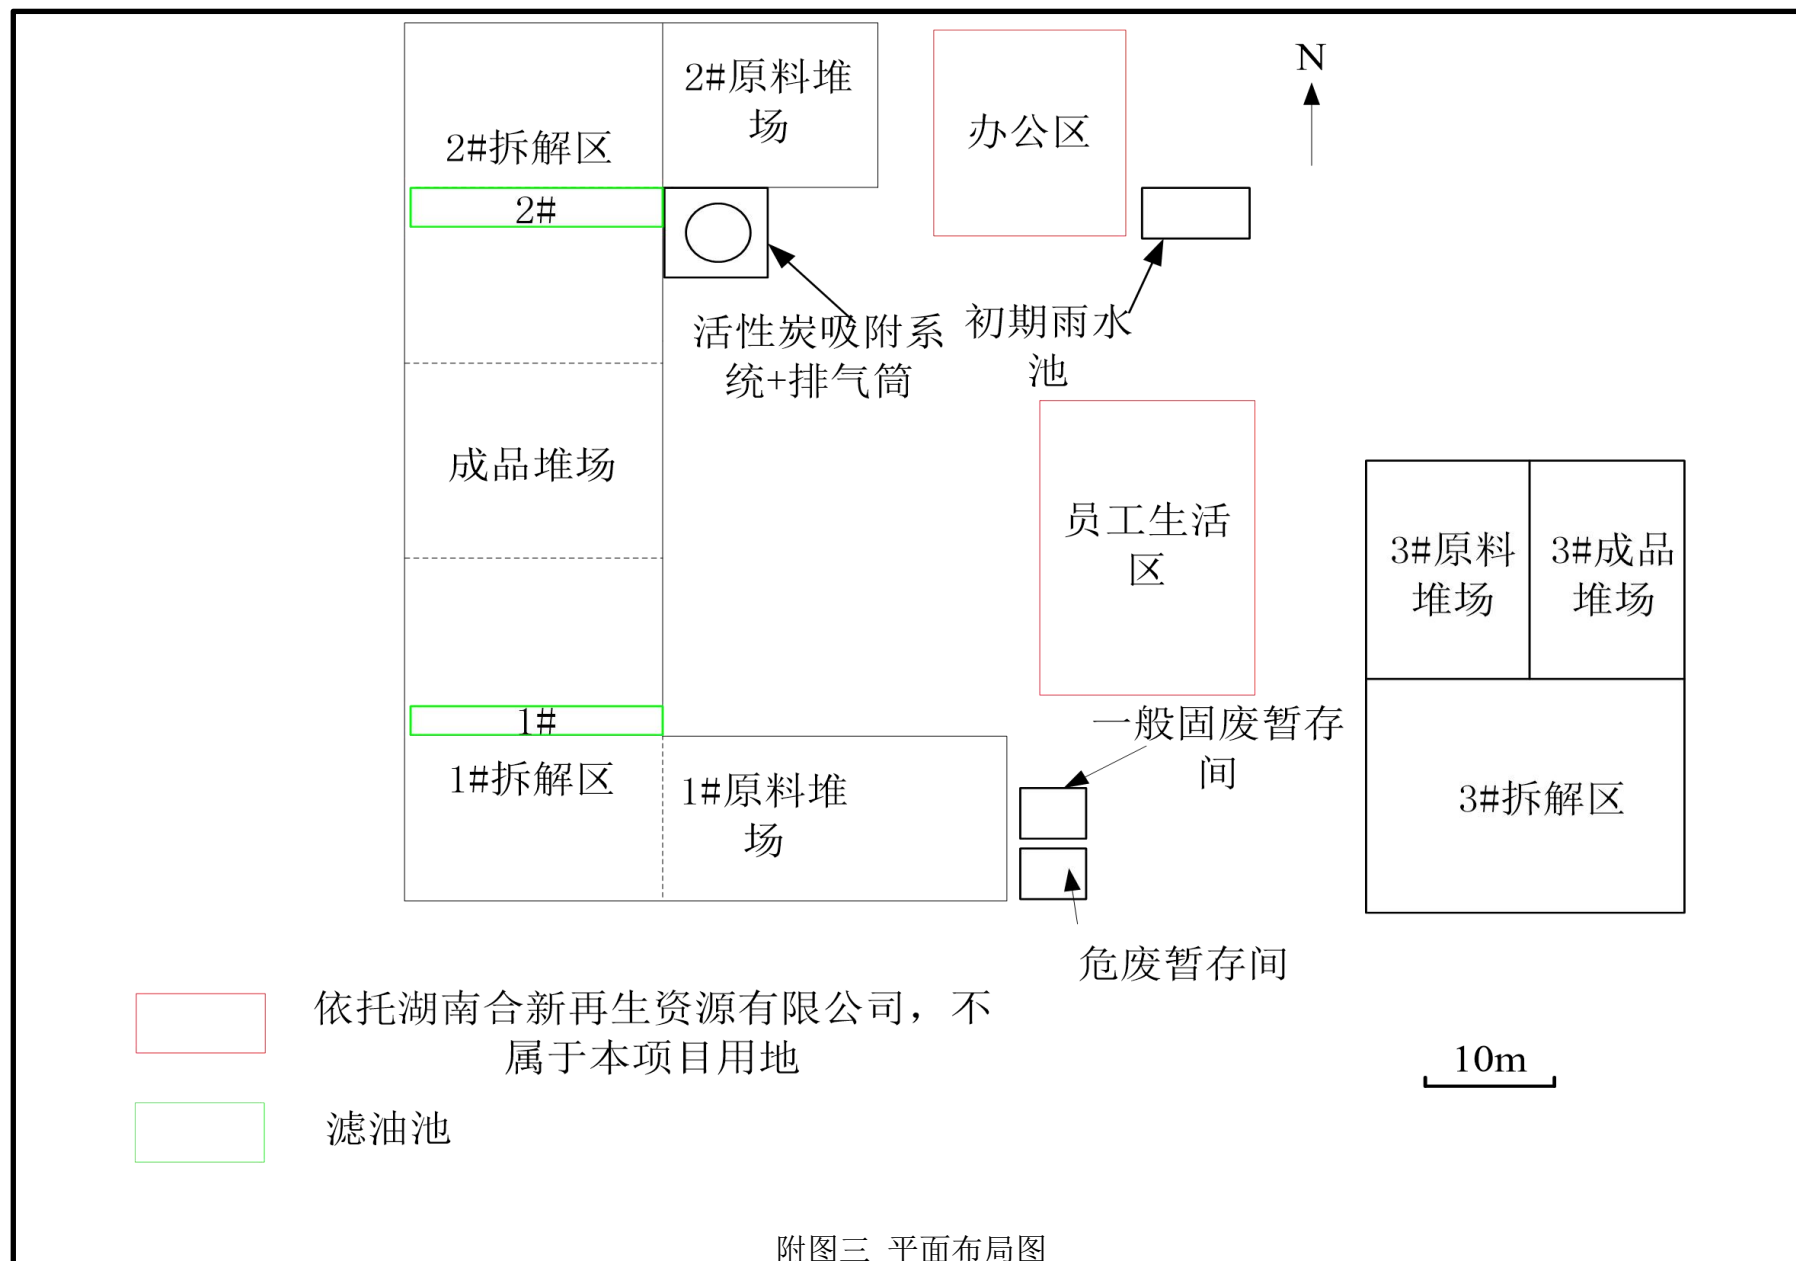 2#原料堆
场
办公区
N
2#拆解区
2#
活性炭吸附系
统+排气筒
初期雨水
池
成品堆场
员工生活
区
3#原料
堆场
3#成品
堆场
1#
一般固废暂存
间
1#拆解区
1#原料堆
场
3#拆解区
危废暂存间
依托湖南合新再生资源有限公司，不
属于本项目用地
10m
滤油池
附图三 平面布局图